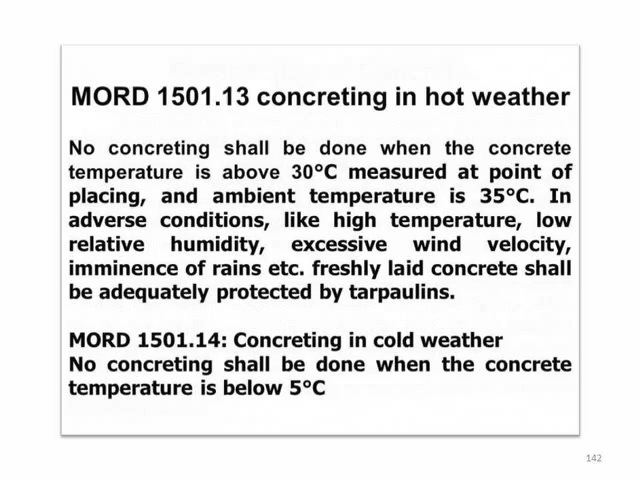 MORD 1501.13 concreting in hot weather
No concreting shall be done when the concrete
temperature is above 30°C measured at point of
placing, and ambient temperature is 35°C. In
adverse conditions, like high temperature, low
relative humidity, excessive wind velocity,
imminence of rains etc. freshly laid concrete shall
be adequately protected by tarpaulins.
MORD 1501.14: Concreting in cold weather
No concreting shall be done when the concrete
temperature is below 5°C
142